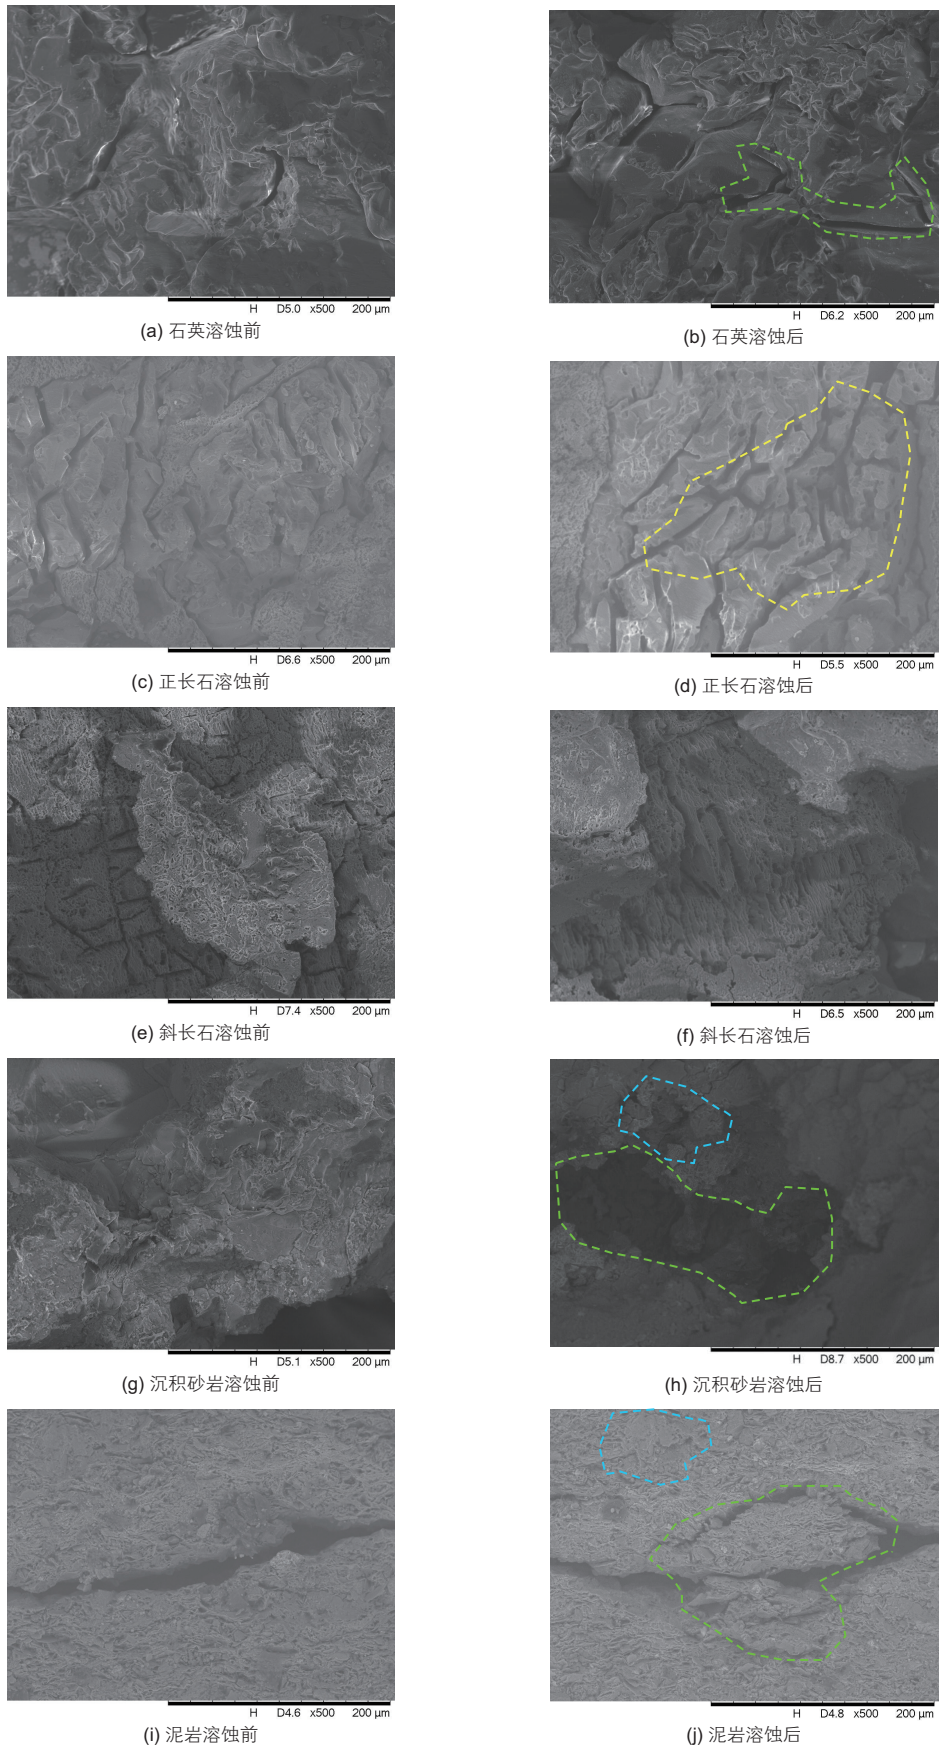 H D5.0 x500 200 μm
H D6.2 x500 200 μm
(a) 石英溶蚀前
(b) 石英溶蚀后
H D6.6 x500 200 μm
H D5.5 x500 200 μm
(c) 正长石溶蚀前
(d) 正长石溶蚀后
H D7.4 x500 200 μm
H D6.5 x500 200 μm
(e) 斜长石溶蚀前
(f) 斜长石溶蚀后
H D5.1 x500 200 μm
H D8.7 x500 200 μm
(g) 沉积砂岩溶蚀前
(h) 沉积砂岩溶蚀后
H D4.6 x500 200 μm
H D4.8 x500 200 μm
(i) 泥岩溶蚀前
(j) 泥岩溶蚀后